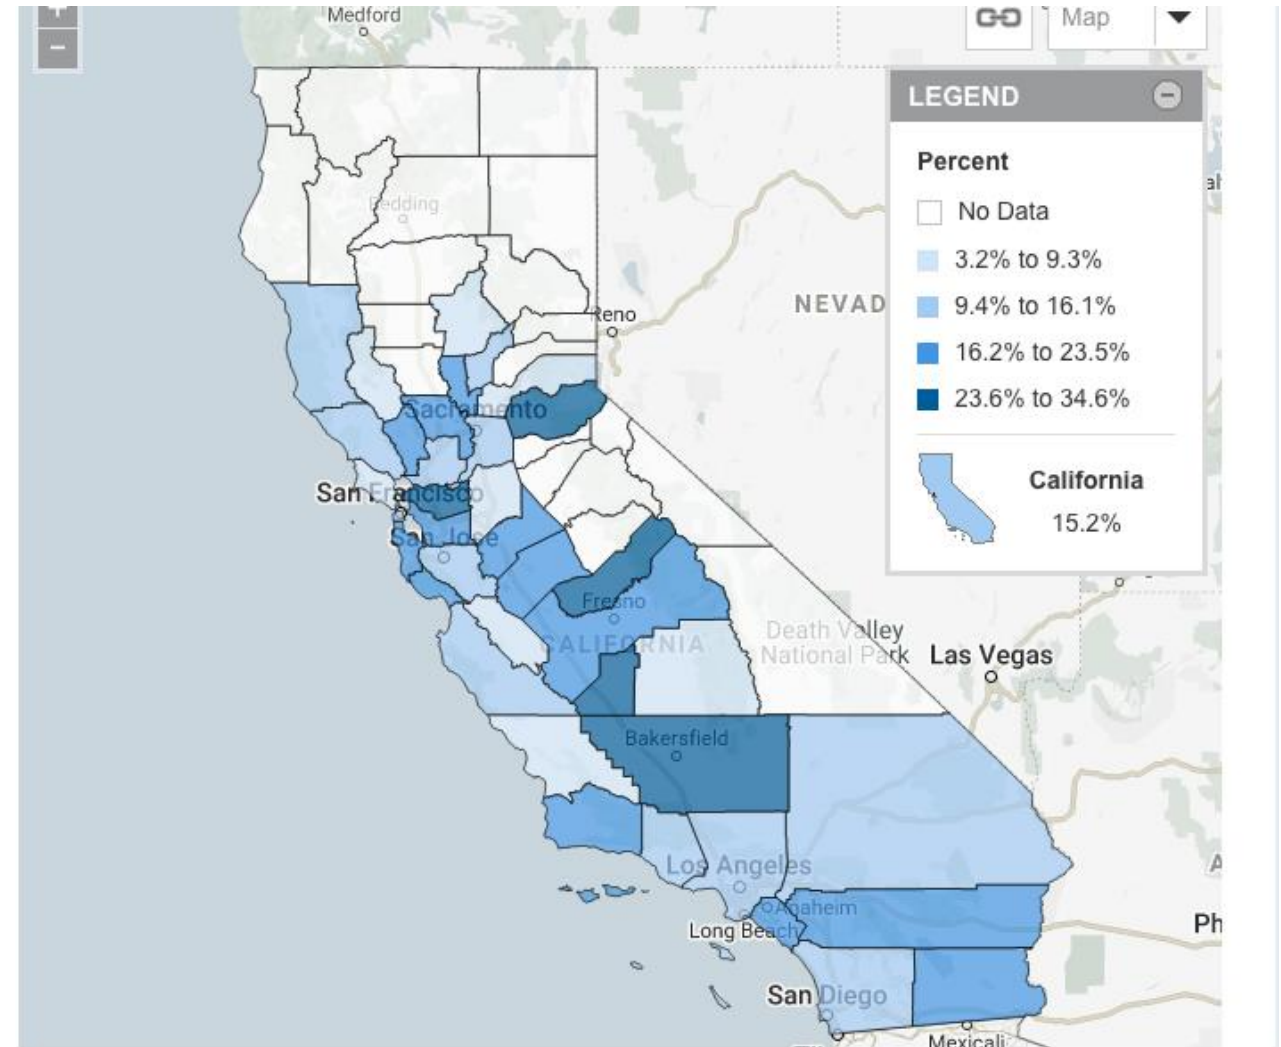 +
−
Medford
Map
LEGEND
Percent
No Data
3.2% to 9.3%
9.4% to 16.1%
16.2% to 23.5%
23.6% to 34.6%
California
15.2%
Redding
Reno
NEVAD
Sacramento
San Francisco
San Jose
Fresno
CALIFORNIA
Death Valley
National Park
Las Vegas
Bakersfield
Los Angeles
Anaheim
Long Beach
Ph
San Diego
Mexicali